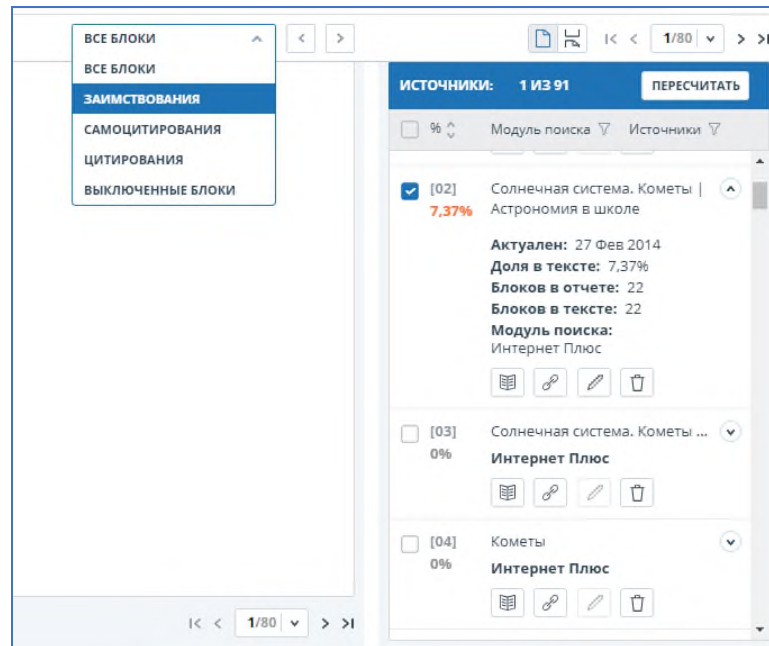 ВСЕ БЛОКИ
ВСЕ БЛОКИ
ЗАИМСТВОВАНИЯ
САМОЦИТИРОВАНИЯ
ЦИТИРОВАНИЯ
ВЫКЛЮЧЕННЫЕ БЛОКИ
1/80
ИСТОЧНИКИ: 1 ИЗ 91 ПЕРЕСЧИТАТЬ
% Модуль поиска Источники
[02] Солнечная система. Кометы |
7,37% Астрономия в школе
Актуален: 27 Фев 2014
Доля в тексте: 7,37%
Блоков в отчете: 22
Блоков в тексте: 22
Модуль поиска:
Интернет Плюс
[03] Солнечная система. Кометы ...
0% Интернет Плюс
[04] Кометы
0% Интернет Плюс
1/80